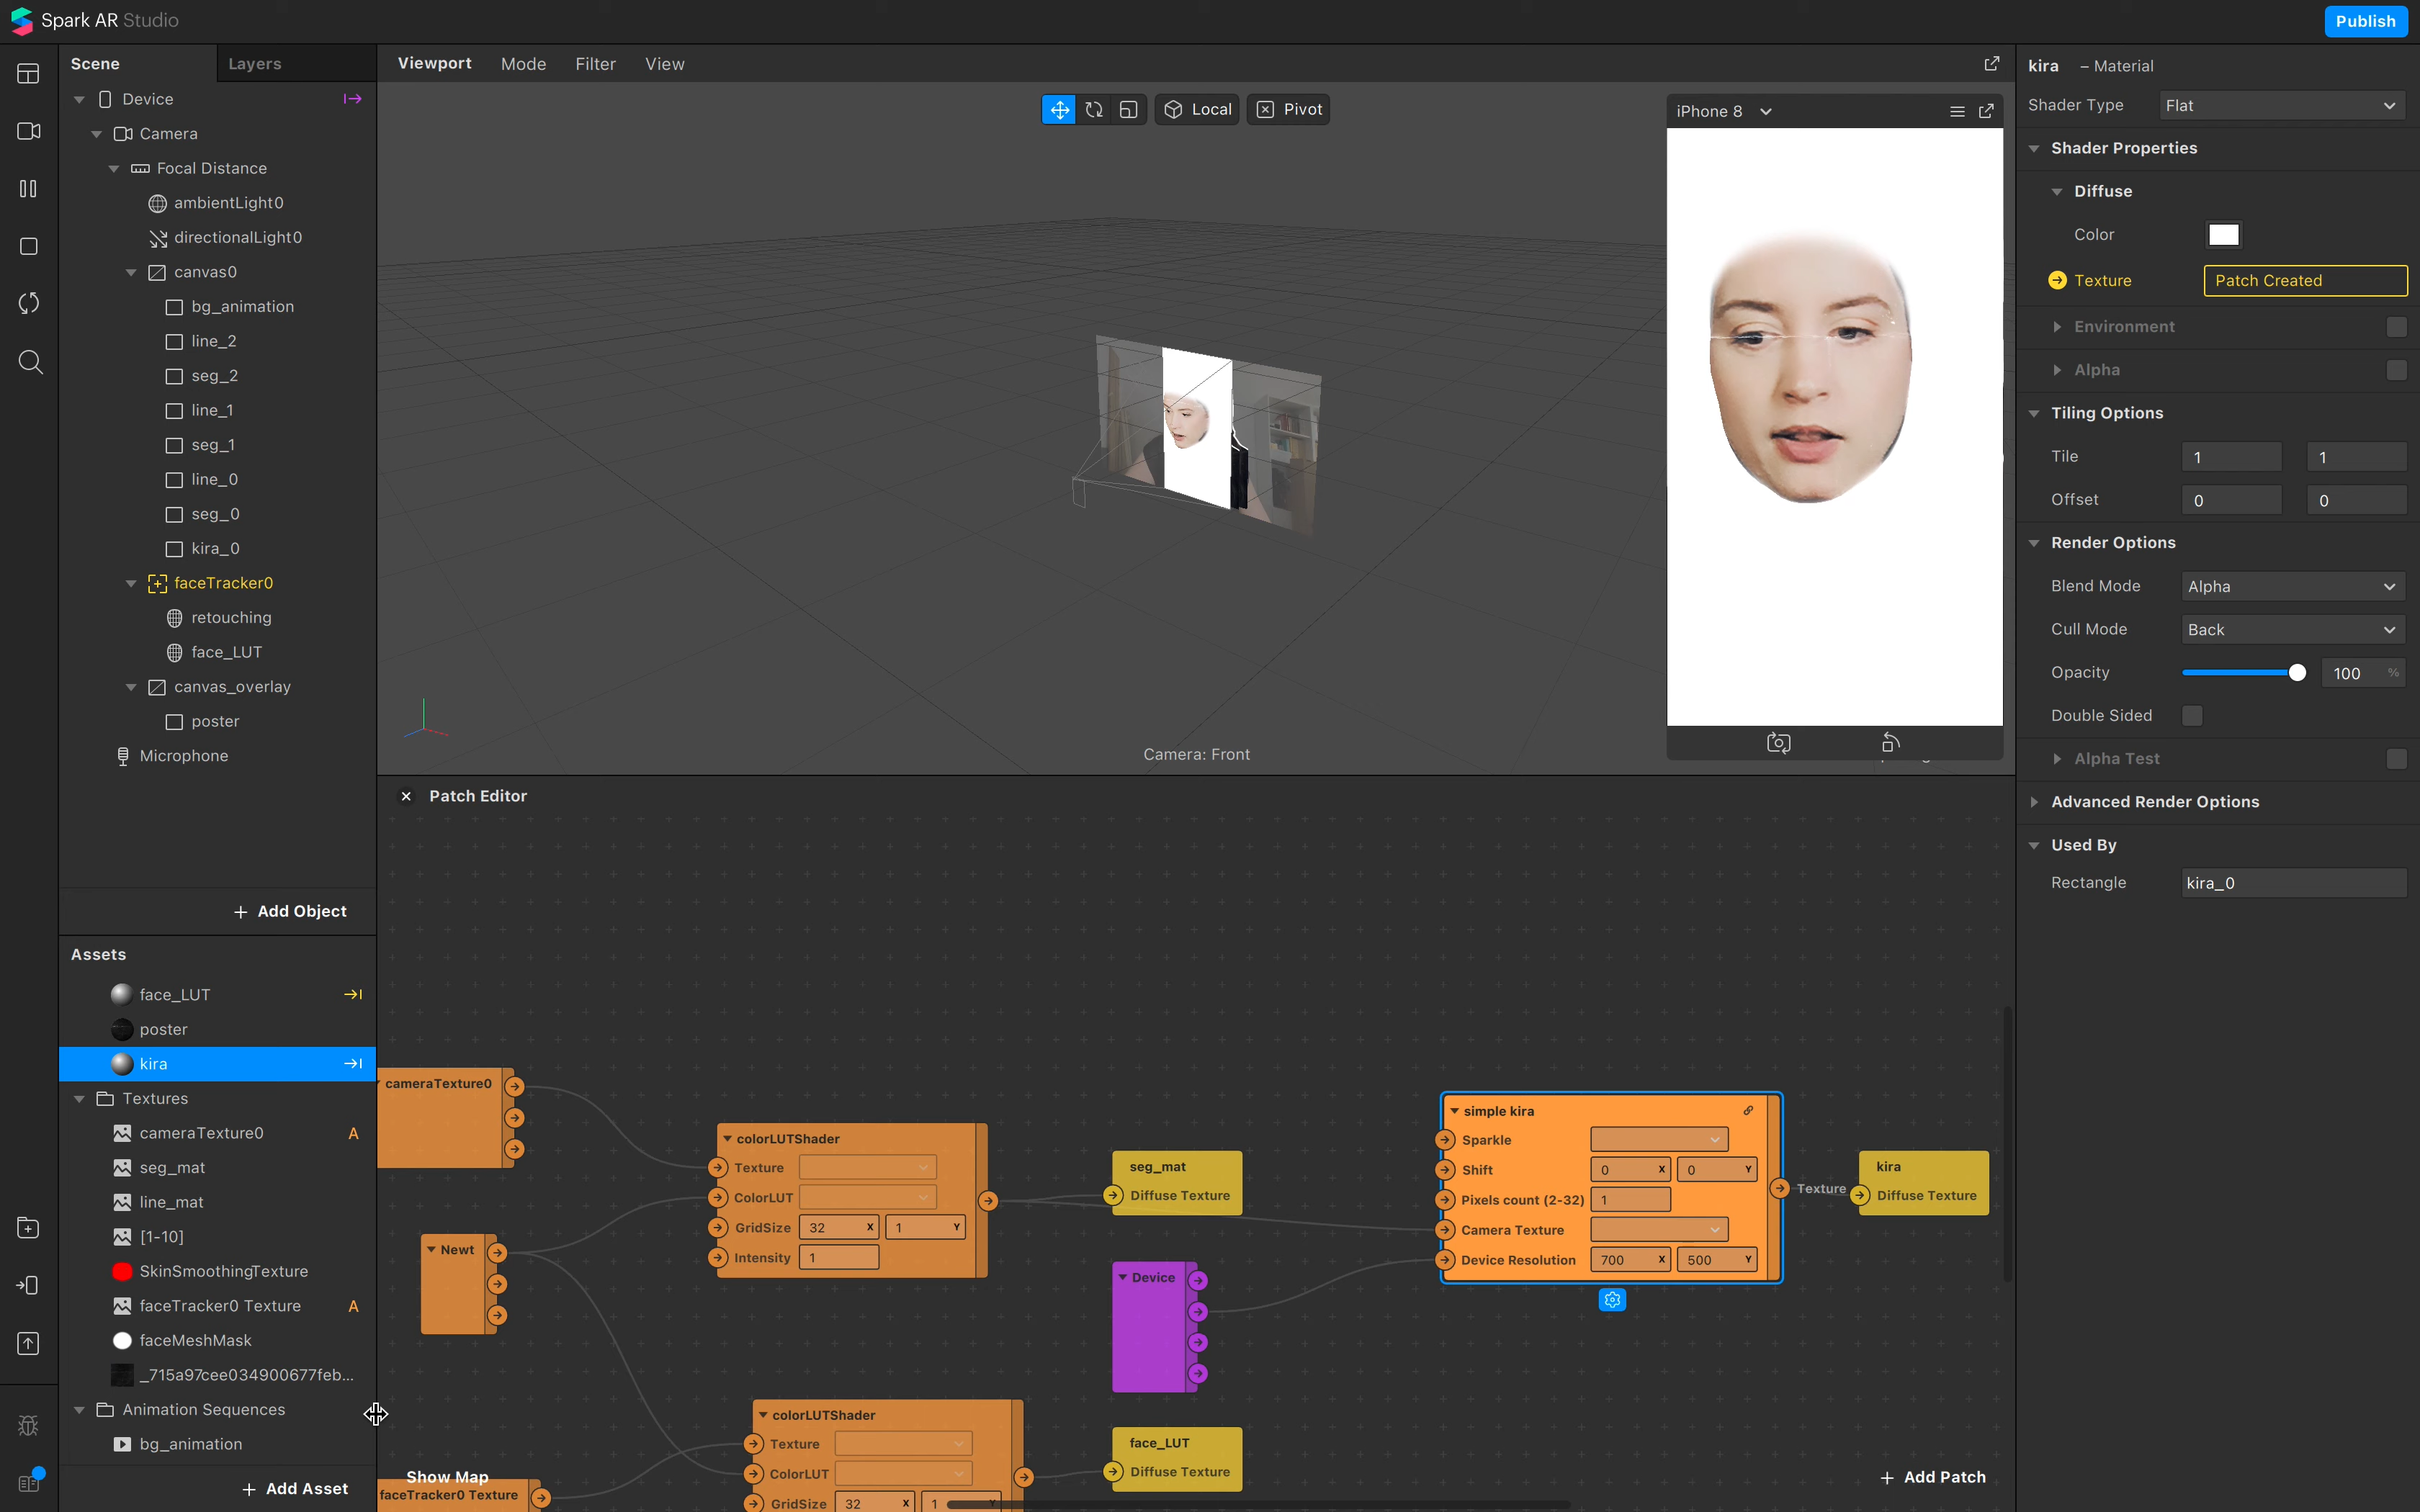 Spark AR Studio
Publish
Scene
Layers
Device
Camera
Focal Distance
ambientLight0
directionalLight0
canvas0
bg_animation
line_2
seg_2
line_1
seg_1
line_0
seg_0
kira_0
faceTracker0
retouching
face_LUT
canvas_overlay
poster
Microphone
+ Add Object
Assets
face_LUT
poster
kira
Textures
cameraTexture0 A
seg_mat
line_mat
[1-10]
SkinSmoothingTexture
faceTracker0 Texture A
faceMeshMask
_715a97cee034900677feb...
Animation Sequences
bg_animation
+ Add Asset
Viewport Mode Filter View
Local
Pivot
iPhone 8
Camera: Front
Patch Editor
cameraTexture0
Newt
colorLUTShader
Texture
ColorLUT
GridSize 32 X 1 Y
Intensity 1
seg_mat
Diffuse Texture
Device
simple kira
Sparkle
Shift 0 X 0 Y
Pixels count (2-32) 1
Camera Texture
Device Resolution 700 X 500 Y
Texture
kira
Diffuse Texture
colorLUTShader
Texture
ColorLUT
GridSize 32 X 1 Y
face_LUT
Diffuse Texture
Show Map
faceTracker0 Texture
+ Add Patch
kira – Material
Shader Type Flat
Shader Properties
Diffuse
Color
Texture Patch Created
Environment
Alpha
Tiling Options
Tile 1 1
Offset 0 0
Render Options
Blend Mode Alpha
Cull Mode Back
Opacity 100 %
Double Sided
Alpha Test
Advanced Render Options
Used By
Rectangle kira_0